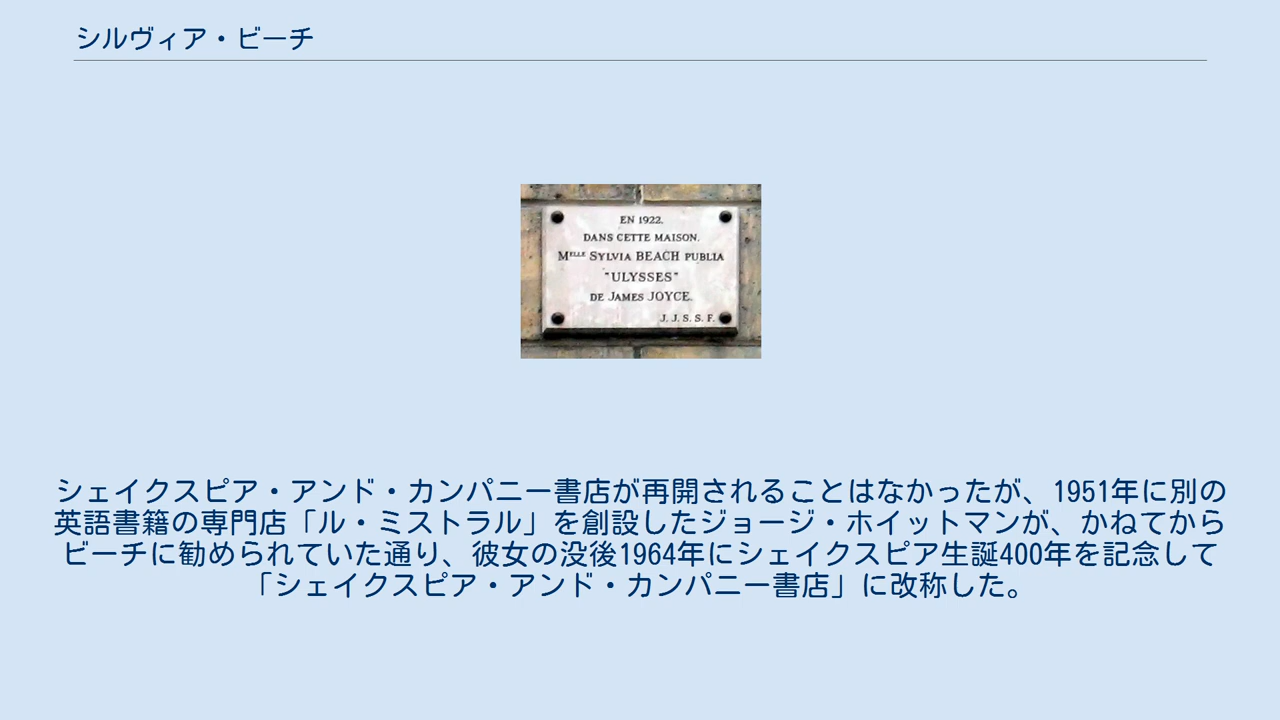 シルヴィア・ビーチ
EN 1922.
DANS CETTE MAISON.
MELLE SYLVIA BEACH PUBLIA
"ULYSSES"
DE JAMES JOYCE.
J. J. S. S. F.
シェイクスピア・アンド・カンパニー書店が再開されることはなかったが、1951年に別の
英語書籍の専門店「ル・ミストラル」を創設したジョージ・ホイットマンが、かねてから
ビーチに勧められていた通り、彼女の没後1964年にシェイクスピア生誕400年を記念して
「シェイクスピア・アンド・カンパニー書店」に改称した。